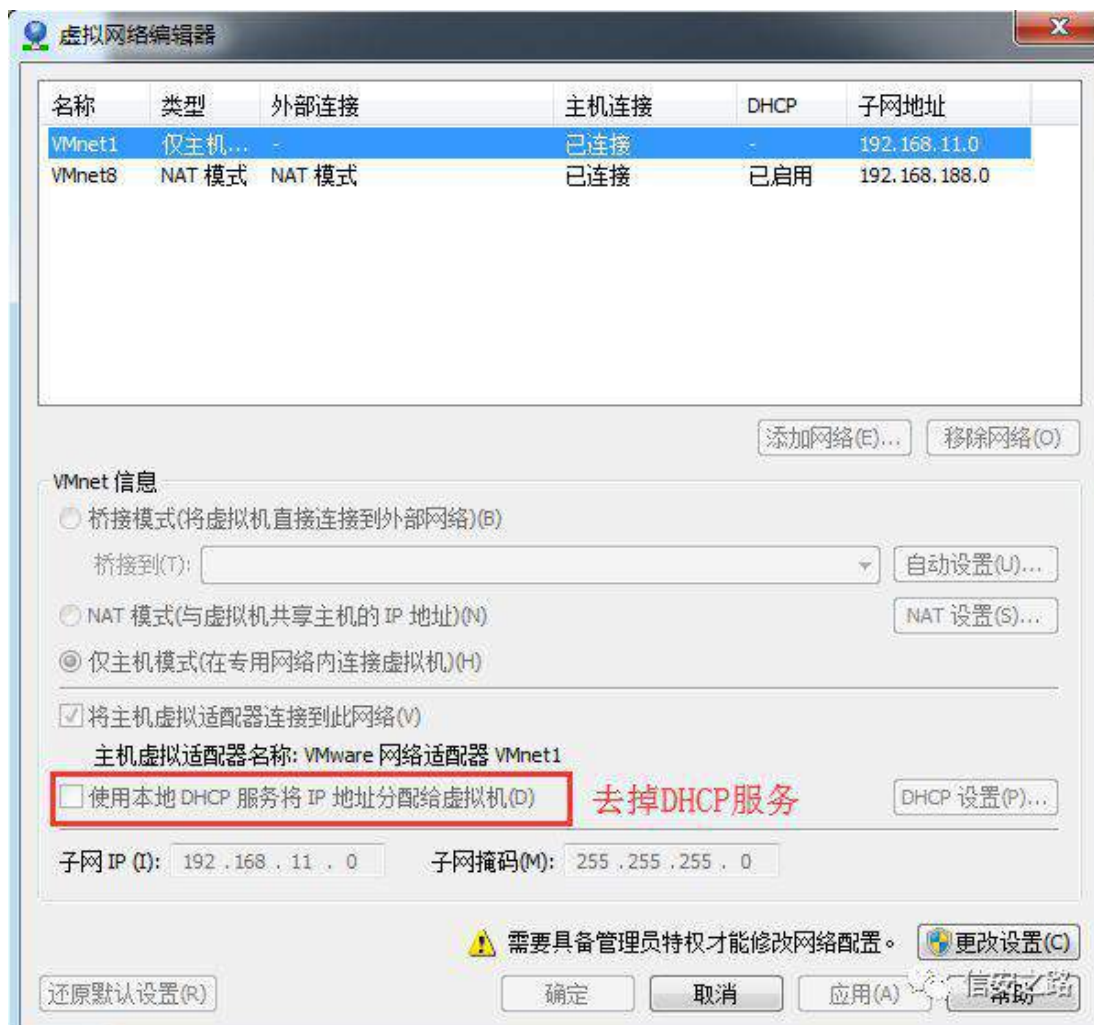 虚拟网络编辑器
名称 类型 外部连接 主机连接 DHCP 子网地址
VMnet1 仅主机... - 已连接 - 192.168.11.0
VMnet8 NAT 模式 NAT 模式 已连接 已启用 192.168.188.0
添加网络(E)... 移除网络(O)
VMnet 信息
桥接模式(将虚拟机直接连接到外部网络)(B)
桥接到(T): 自动设置(U)...
NAT 模式(与虚拟机共享主机的 IP 地址)(N) NAT 设置(S)...
仅主机模式(在专用网络内连接虚拟机)(H)
将主机虚拟适配器连接到此网络(V)
主机虚拟适配器名称: VMware 网络适配器 VMnet1
使用本地 DHCP 服务将 IP 地址分配给虚拟机(D) 去掉DHCP服务 DHCP 设置(P)...
子网 IP (I): 192 . 168 . 11 . 0 子网掩码(M): 255 . 255 . 255 . 0
需要具备管理员特权才能修改网络配置。 更改设置(C)
还原默认设置(R) 确定 取消 应用(A) 帮助
信安之路